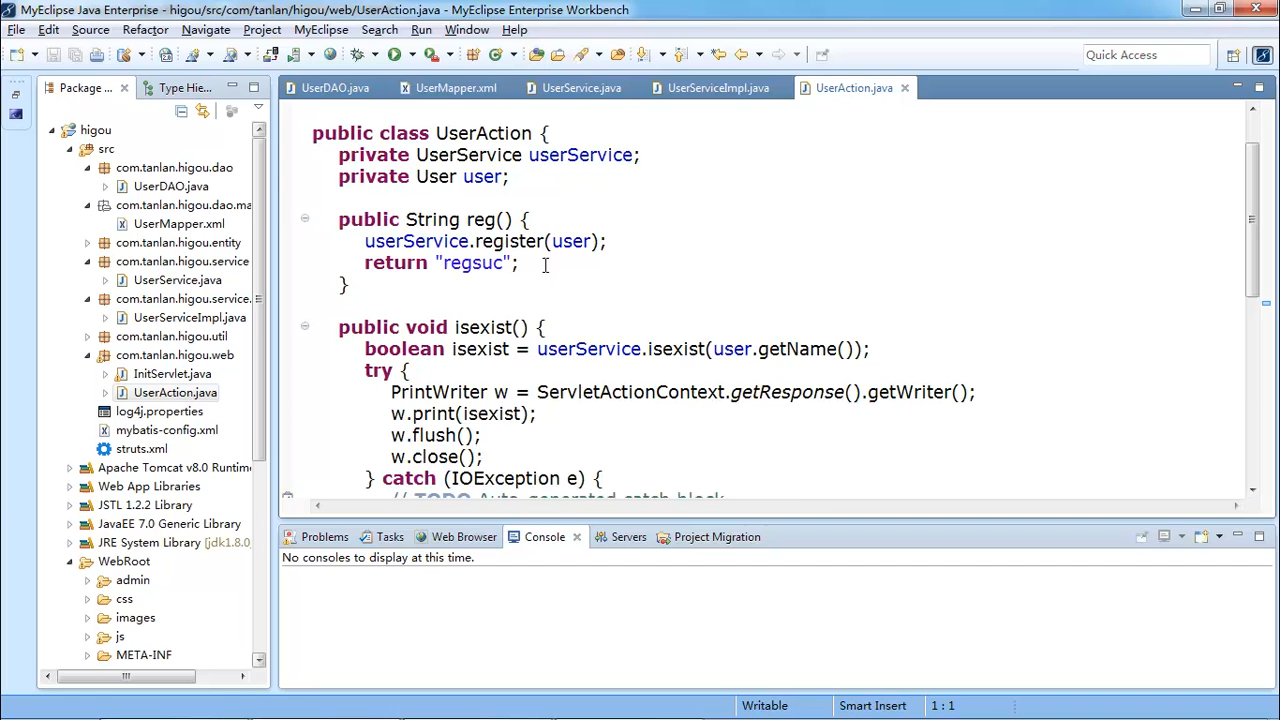 MyEclipse Java Enterprise - higou/src/com/tanlan/higou/web/UserAction.java - MyEclipse Enterprise Workbench
File Edit Source Refactor Navigate Project MyEclipse Search Run Window Help
Quick Access
Package ... Type Hie...
higou
src
com.tanlan.higou.dao
UserDAO.java
com.tanlan.higou.dao.ma
UserMapper.xml
com.tanlan.higou.entity
com.tanlan.higou.service
UserService.java
com.tanlan.higou.service.
UserServiceImpl.java
com.tanlan.higou.util
com.tanlan.higou.web
InitServlet.java
UserAction.java
log4j.properties
mybatis-config.xml
struts.xml
Apache Tomcat v8.0 Runtime
Web App Libraries
JSTL 1.2.2 Library
JavaEE 7.0 Generic Library
JRE System Library [jdk1.8.0_
WebRoot
admin
css
images
js
META-INF
UserDAO.java UserMapper.xml UserService.java UserServiceImpl.java UserAction.java
public class UserAction {
private UserService userService;
private User user;
public String reg() {
userService.register(user);
return "regsuc";
}
public void isexist() {
boolean isexist = userService.isexist(user.getName());
try {
PrintWriter w = ServletActionContext.getResponse().getWriter();
w.print(isexist);
w.flush();
w.close();
} catch (IOException e) {
// TODO Auto-generated catch block
Problems Tasks Web Browser Console Servers Project Migration
No consoles to display at this time.
Writable Smart Insert 1 : 1